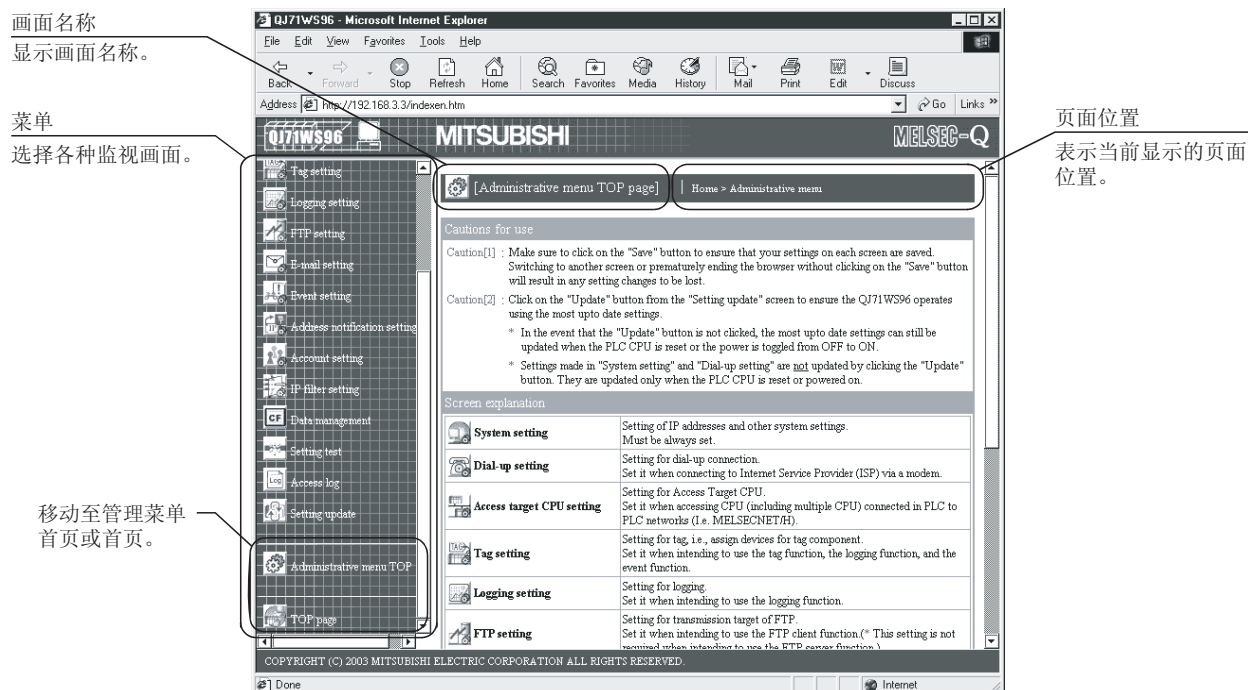 画面名称
显示画面名称。
菜单
选择各种监视画面。
移动至管理菜单
首页或首页。
QJ71WS96 - Microsoft Internet Explorer
File Edit View Favorites Tools Help
Back Forward Stop Refresh Home Search Favorites Media History Mail Print Edit Discuss
Address http://192.168.3.3/indexen.htm Go Links »
QJ71WS96 MITSUBISHI MELSEC-Q
Tag setting
Logging setting
FTP setting
E-mail setting
Event setting
Address notification setting
Account setting
IP filter setting
CF Data management
Setting test
Log Access log
Setting update
Administrative menu TOP
TOP page
[Administrative menu TOP page] Home > Administrative menu
Cautions for use
Caution[1] : Make sure to click on the "Save" button to ensure that your settings on each screen are saved.
Switching to another screen or prematurely ending the browser without clicking on the "Save" button
will result in any setting changes to be lost.
Caution[2] : Click on the "Update" button from the "Setting update" screen to ensure the QJ71WS96 operates
using the most upto date settings.
* In the event that the "Update" button is not clicked, the most upto date settings can still be
updated when the PLC CPU is reset or the power is toggled from OFF to ON.
* Settings made in "System setting" and "Dial-up setting" are not updated by clicking the "Update"
button. They are updated only when the PLC CPU is reset or powered on.
Screen explanation
System setting
Setting of IP addresses and other system settings.
Must be always set.
Dial-up setting
Setting for dial-up connection.
Set it when connecting to Internet Service Provider (ISP) via a modem.
Access target CPU setting
Setting for Access Target CPU.
Set it when accessing CPU (including multiple CPU) connected in PLC to
PLC networks (I.e. MELSECNET/H).
TAG Tag setting
Setting for tag, i.e., assign devices for tag component.
Set it when intending to use the tag function, the logging function, and the
event function.
Logging setting
Setting for logging.
Set it when intending to use the logging function.
FTP setting
Setting for transmission target of FTP.
Set it when intending to use the FTP client function.(* This setting is not
required when intending to use the FTP server function.)
COPYRIGHT (C) 2003 MITSUBISHI ELECTRIC CORPORATION ALL RIGHTS RESERVED.
Done Internet
页面位置
表示当前显示的页面
位置。